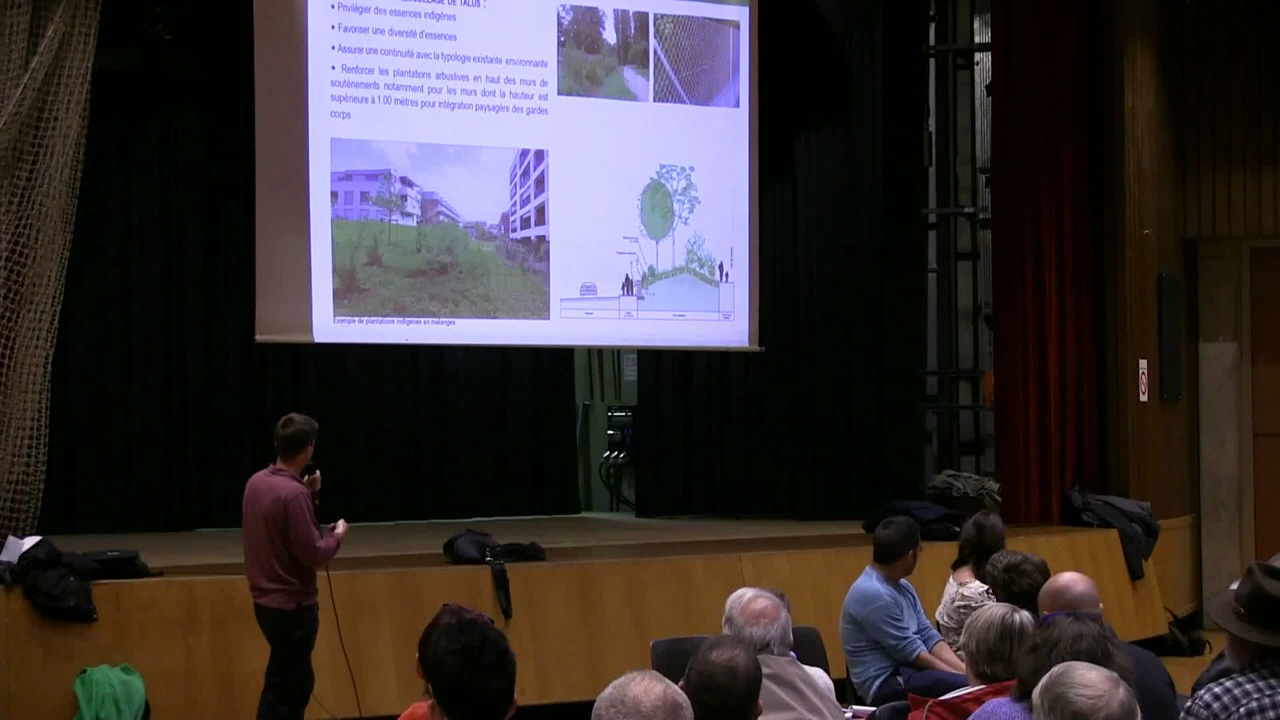 DE TALUS :
• Privilégier des essences indigènes
• Favoriser une diversité d'essences
• Assurer une continuité avec la typologie existante environnante
• Renforcer les plantations arbustives en haut des murs de
soutènements notamment pour les murs dont la hauteur est
supérieure à 1.00 mètres pour intégration paysagère des gardes
corps
Exemple de plantations indigènes en mélanges